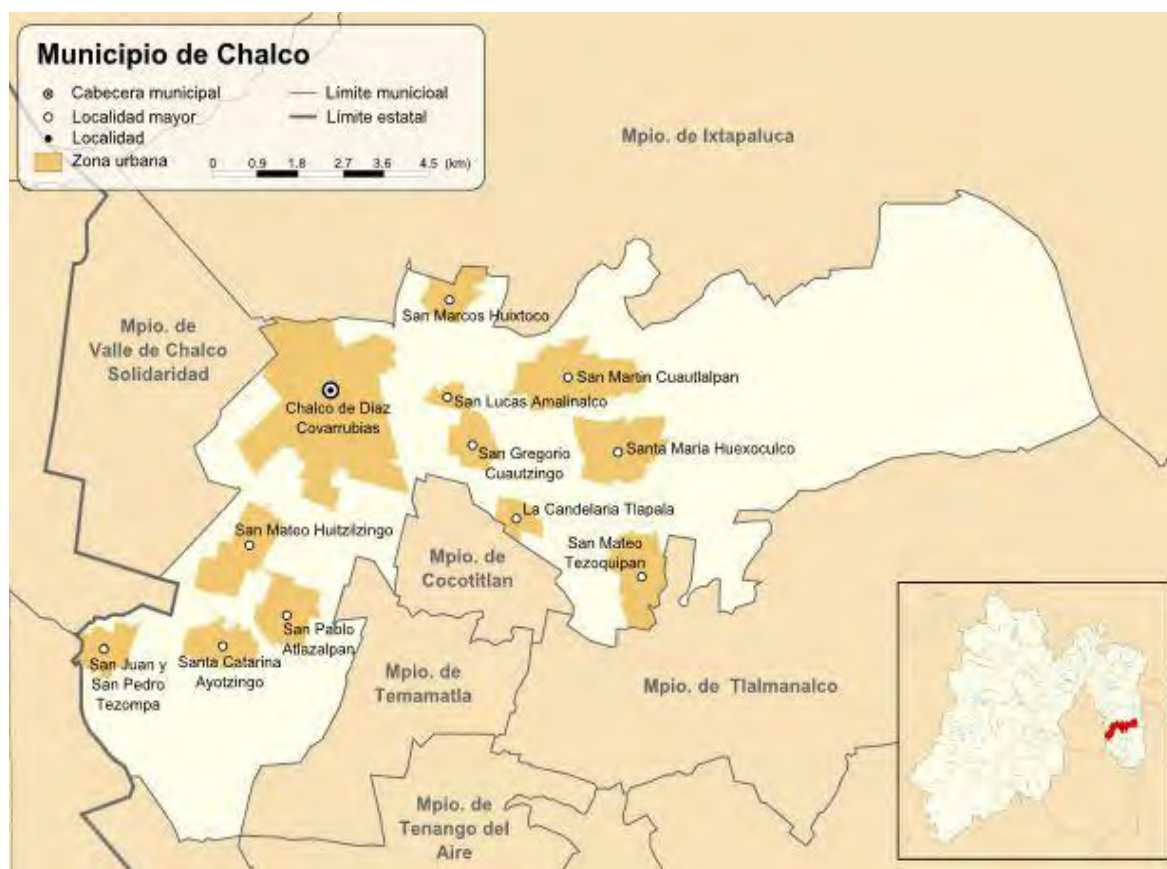 Municipio de Chalco
Cabecera municipal
Localidad mayor
Localidad
Zona urbana
Límite municioal
Límite estatal
0 0.9 1.8 2.7 3.6 4.5 (km)
Mpio. de Ixtapaluca
Mpio. de
Valle de Chalco
Solidaridad
San Marcos Huixtoco
San Martin Cuautlalpan
San Lucas Amalinalco
Chalco de Diaz
Covarrubias
San Gregorio
Cuautzingo
Santa Maria Huexoculco
La Candelaria Tlapala
San Mateo Huitzilzingo
San Mateo
Tezoquipan
Mpio. de
Cocotitlan
San Pablo
Atlazalpan
San Juan y
San Pedro
Tezompa
Santa Catarina
Ayotzingo
Mpio. de
Temamatla
Mpio. de Tlalmanalco
Mpio. de
Tenango del
Aire